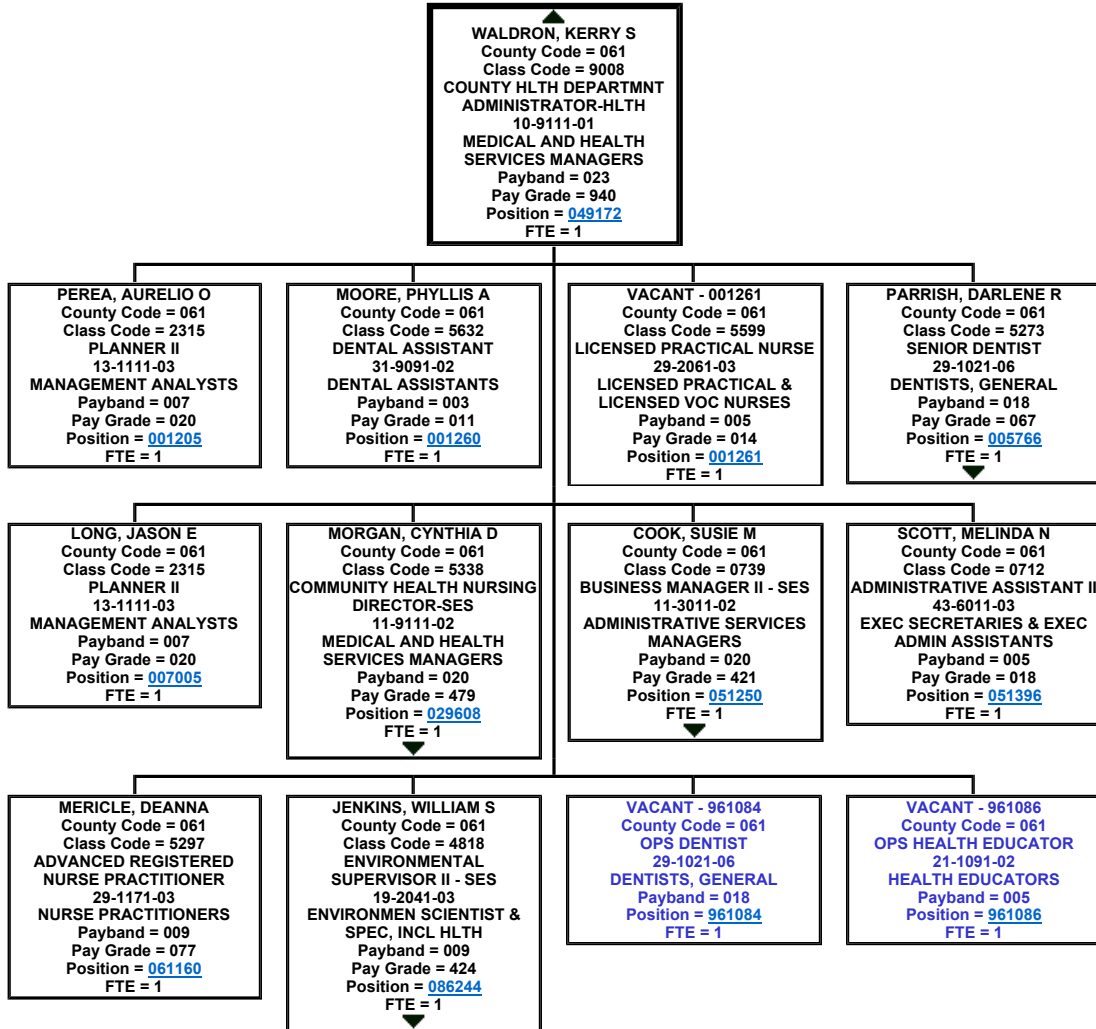 WALDRON, KERRY S
County Code = 061
Class Code = 9008
COUNTY HLTH DEPARTMNT
ADMINISTRATOR-HLTH
10-9111-01
MEDICAL AND HEALTH
SERVICES MANAGERS
Payband = 023
Pay Grade = 940
Position = 049172
FTE = 1
PEREA, AURELIO O
County Code = 061
Class Code = 2315
PLANNER II
13-1111-03
MANAGEMENT ANALYSTS
Payband = 007
Pay Grade = 020
Position = 001205
FTE = 1
MOORE, PHYLLIS A
County Code = 061
Class Code = 5632
DENTAL ASSISTANT
31-9091-02
DENTAL ASSISTANTS
Payband = 003
Pay Grade = 011
Position = 001260
FTE = 1
VACANT - 001261
County Code = 061
Class Code = 5599
LICENSED PRACTICAL NURSE
29-2061-03
LICENSED PRACTICAL &
LICENSED VOC NURSES
Payband = 005
Pay Grade = 014
Position = 001261
FTE = 1
PARRISH, DARLENE R
County Code = 061
Class Code = 5273
SENIOR DENTIST
29-1021-06
DENTISTS, GENERAL
Payband = 018
Pay Grade = 067
Position = 005766
FTE = 1
LONG, JASON E
County Code = 061
Class Code = 2315
PLANNER II
13-1111-03
MANAGEMENT ANALYSTS
Payband = 007
Pay Grade = 020
Position = 007005
FTE = 1
MORGAN, CYNTHIA D
County Code = 061
Class Code = 5338
COMMUNITY HEALTH NURSING
DIRECTOR-SES
11-9111-02
MEDICAL AND HEALTH
SERVICES MANAGERS
Payband = 020
Pay Grade = 479
Position = 029608
FTE = 1
COOK, SUSIE M
County Code = 061
Class Code = 0739
BUSINESS MANAGER II - SES
11-3011-02
ADMINISTRATIVE SERVICES
MANAGERS
Payband = 020
Pay Grade = 421
Position = 051250
FTE = 1
SCOTT, MELINDA N
County Code = 061
Class Code = 0712
ADMINISTRATIVE ASSISTANT II
43-6011-03
EXEC SECRETARIES & EXEC
ADMIN ASSISTANTS
Payband = 005
Pay Grade = 018
Position = 051396
FTE = 1
MERICLE, DEANNA
County Code = 061
Class Code = 5297
ADVANCED REGISTERED
NURSE PRACTITIONER
29-1171-03
NURSE PRACTITIONERS
Payband = 009
Pay Grade = 077
Position = 061160
FTE = 1
JENKINS, WILLIAM S
County Code = 061
Class Code = 4818
ENVIRONMENTAL
SUPERVISOR II - SES
19-2041-03
ENVIRONMEN SCIENTIST &
SPEC, INCL HLTH
Payband = 009
Pay Grade = 424
Position = 086244
FTE = 1
VACANT - 961084
County Code = 061
OPS DENTIST
29-1021-06
DENTISTS, GENERAL
Payband = 018
Position = 961084
FTE = 1
VACANT - 961086
County Code = 061
OPS HEALTH EDUCATOR
21-1091-02
HEALTH EDUCATORS
Payband = 005
Position = 961086
FTE = 1